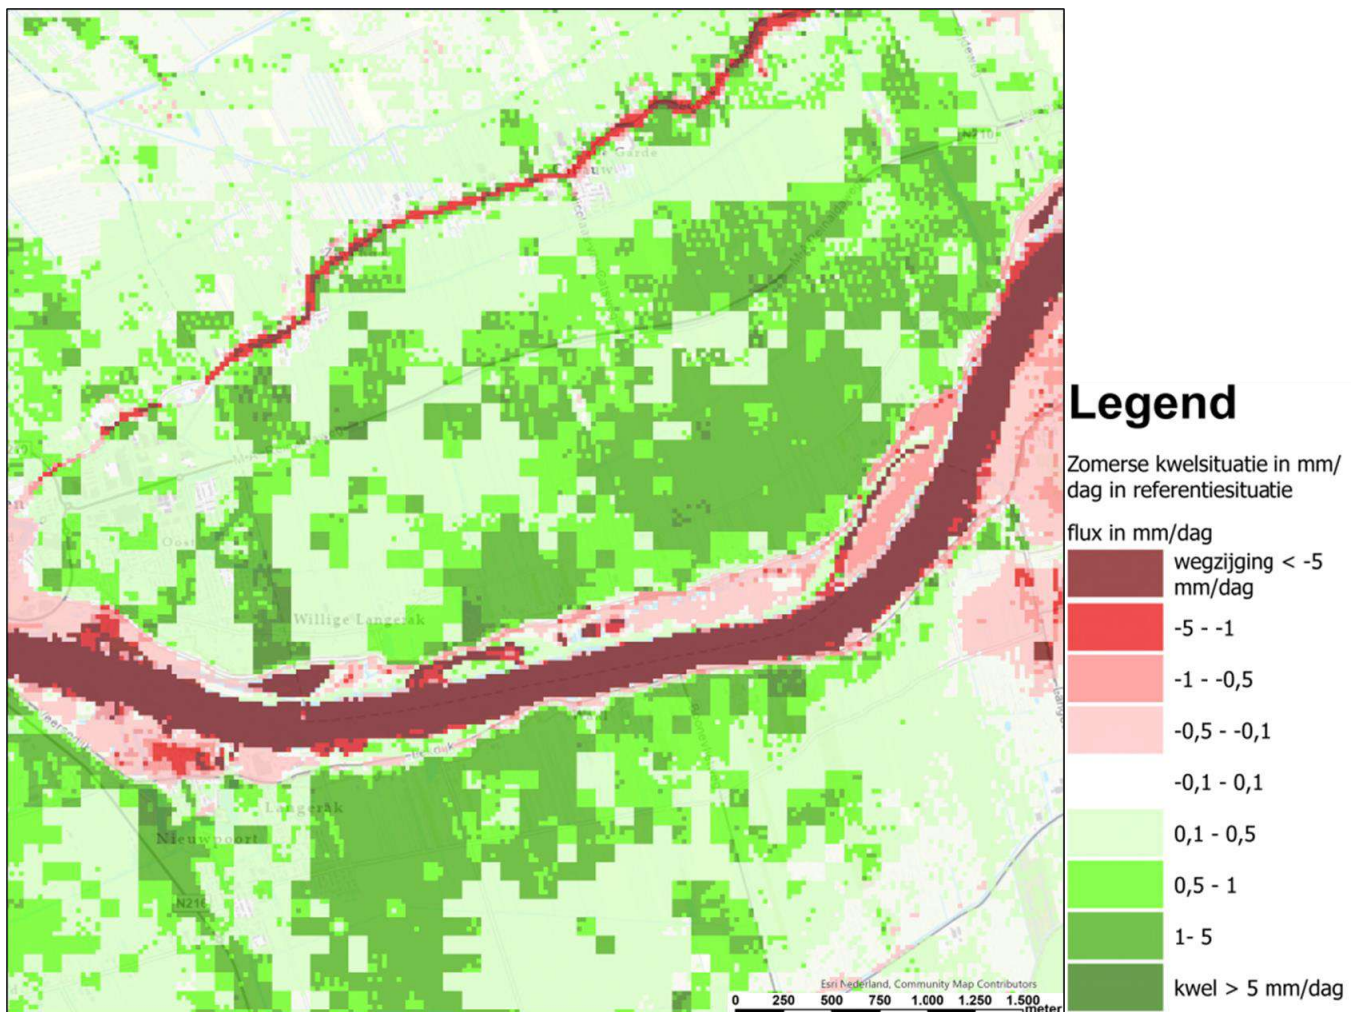 N210
Willige Langerak
Langerak
Nieuwpoort
N216
Esri Nederland, Community Map Contributors
0 250 500 750 1.000 1.250 1.500
meter
Legend
Zomerse kwelsituatie in mm/
dag in referentiesituatie
flux in mm/dag
wegzijging < -5
mm/dag
-5 - -1
-1 - -0,5
-0,5 - -0,1
-0,1 - 0,1
0,1 - 0,5
0,5 - 1
1- 5
kwel > 5 mm/dag